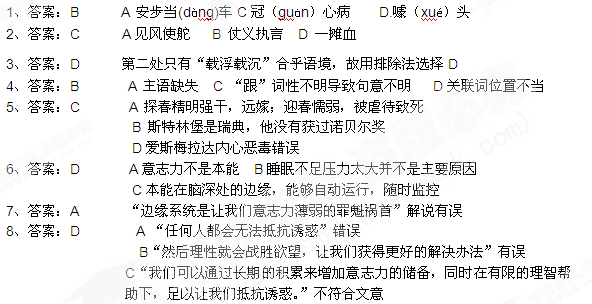 1、答案：B A 安步当(dàng)车 C 冠（guán）心病 D.噱（xué）头
2、答案：C A 见风使舵 B 仗义执言 D 一摊血
3、答案：D 第二处只有“载浮载沉”合乎语境，故用排除法选择 D
4、答案：B A 主语缺失 C “跟”词性不明导致句意不明 D 关联词位置不当
5、答案：C A 探春精明强干，远嫁；迎春懦弱，被虐待致死
B 斯特林堡是瑞典，他没有获过诺贝尔奖
D 爱斯梅拉达内心恶毒错误
6、答案：D A 意志力不是本能 B 睡眠不足压力太大并不是主要原因
C 本能在脑深处的边缘，能够自动运行，随时监控
7、答案：A “边缘系统是让我们意志力薄弱的罪魁祸首”解说有误
8、答案：D A “任何人都会无法抵抗诱惑”错误
B“然后理性就会战胜欲望，让我们获得更好的解决办法”有误
C“我们可以通过长期的积累来增加意志力的储备，同时在有限的理智帮
助下，足以让我们抵抗诱惑。”不符合文意